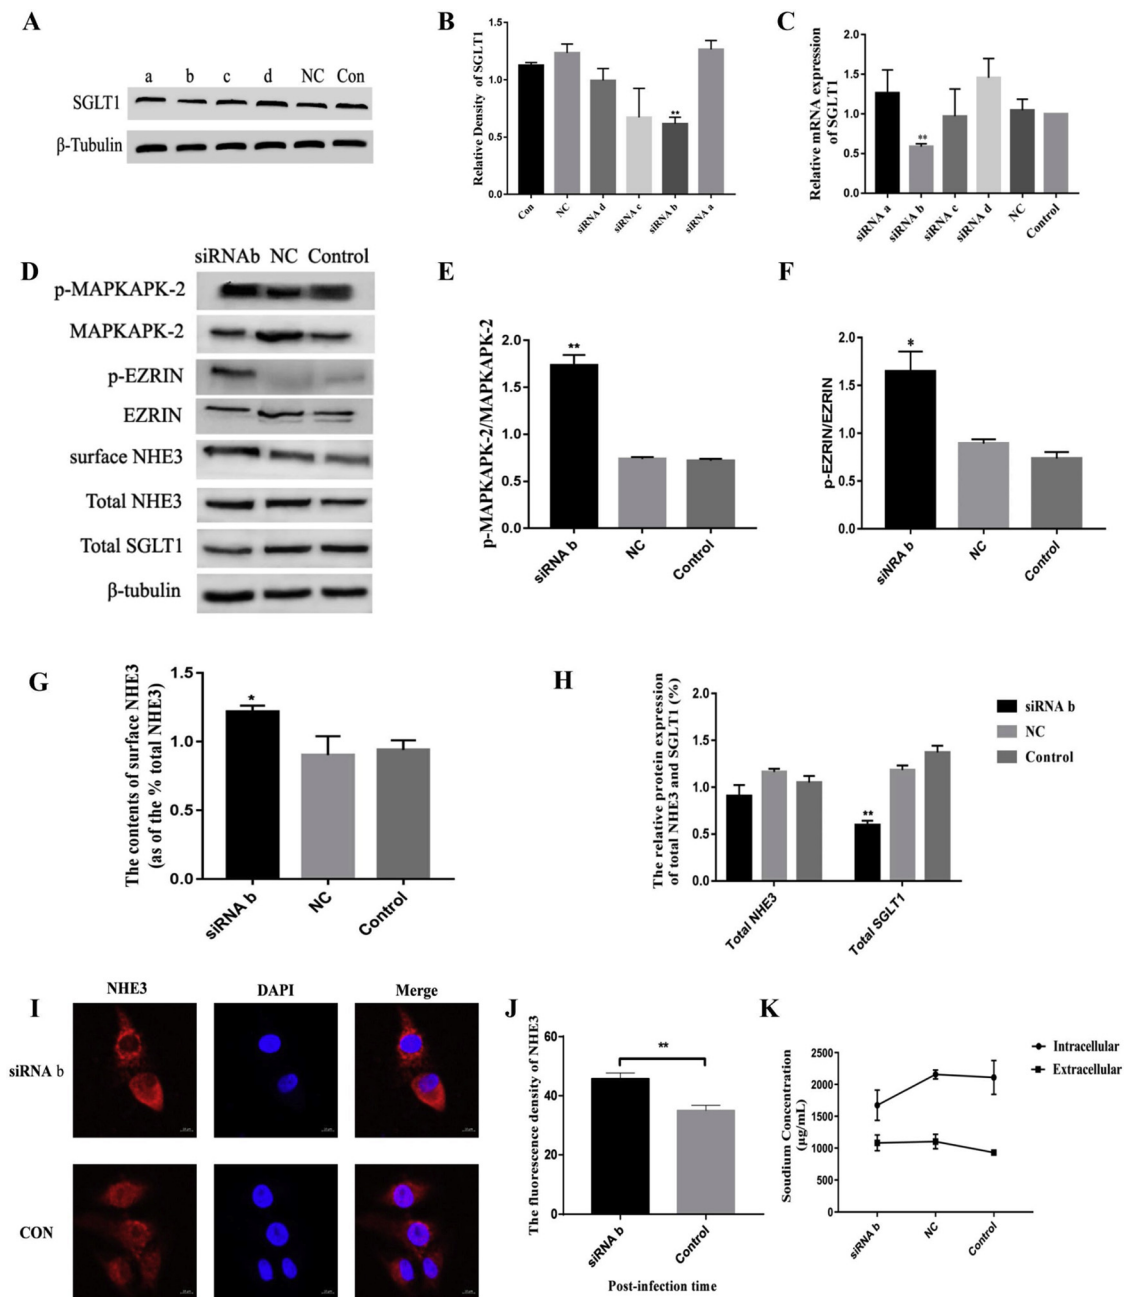 A
a b c d NC Con
SGLT1
β-Tubulin
B
Relative Density of SGLT1
1.5
1.0
0.5
0.0
Con NC siRNA d siRNA c siRNA b siRNA a
**
C
Relative mRNA expression
of SGLT1
2.0
1.5
1.0
0.5
0.0
**
siRNA a siRNA b siRNA c siRNA d NC Control
D
siRNAb NC Control
p-MAPKAPK-2
MAPKAPK-2
p-EZRIN
EZRIN
surface NHE3
Total NHE3
Total SGLT1
β-tubulin
E
p-MAPKAPK-2/MAPKAPK-2
2.0
1.5
1.0
0.5
0.0
**
siRNA b NC Control
F
p-EZRIN/EZRIN
2.0
1.5
1.0
0.5
0.0
*
siNRA b NC Control
G
The contents of surface NHE3
(as of the % total NHE3)
1.5
1.0
0.5
0.0
*
siRNA b NC Control
H
The relative protein expression
of total NHE3 and SGLT1 (%)
2.0
1.5
1.0
0.5
0.0
**
Total NHE3 Total SGLT1
siRNA b
NC
Control
I
NHE3 DAPI Merge
siRNA b
CON
J
The fluorescence density of NHE3
60
40
20
0
**
siRNA b Control
Post-infection time
K
Soudium Concentration
(μg/mL)
2500
2000
1500
1000
500
0
siRNA b NC Control
Intracellular
Extracellular